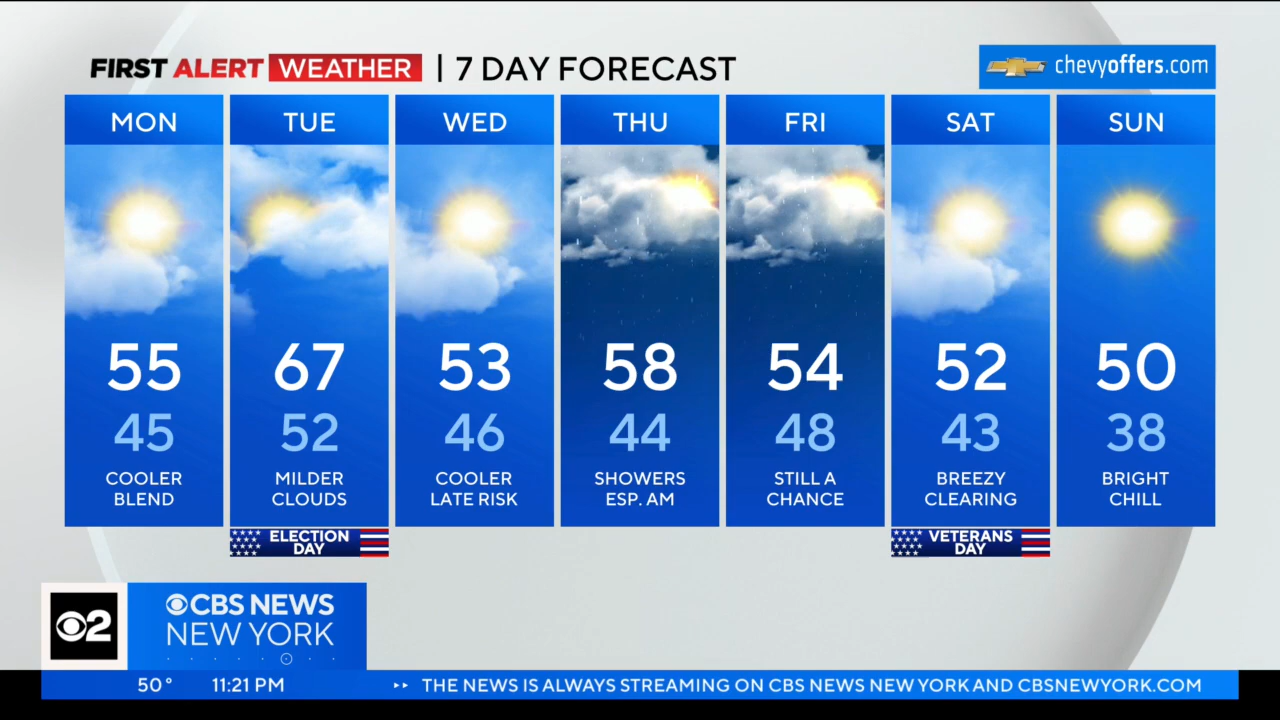 FIRST ALERT WEATHER | 7 DAY FORECAST
chevyoffers.com
MON
55
45
COOLER
BLEND
TUE
67
52
MILDER
CLOUDS
ELECTION
DAY
WED
53
46
COOLER
LATE RISK
THU
58
44
SHOWERS
ESP. AM
FRI
54
48
STILL A
CHANCE
SAT
52
43
BREEZY
CLEARING
VETERANS
DAY
SUN
50
38
BRIGHT
CHILL
2
CBS NEWS
NEW YORK
50° 11:21 PM THE NEWS IS ALWAYS STREAMING ON CBS NEWS NEW YORK AND CBSNEWYORK.COM